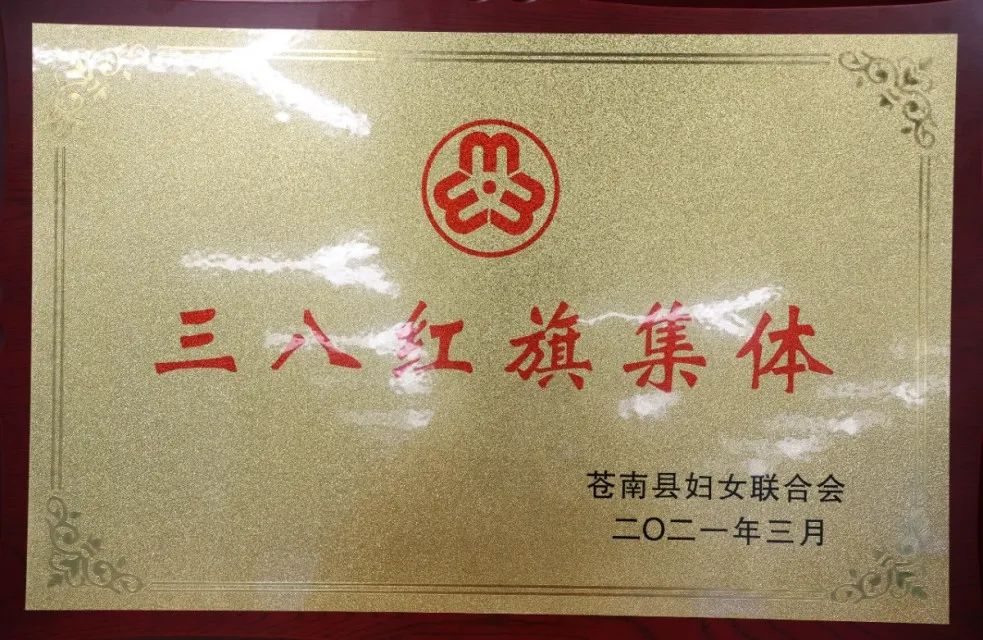 三八红旗集体
苍南县妇女联合会
二〇二一年三月